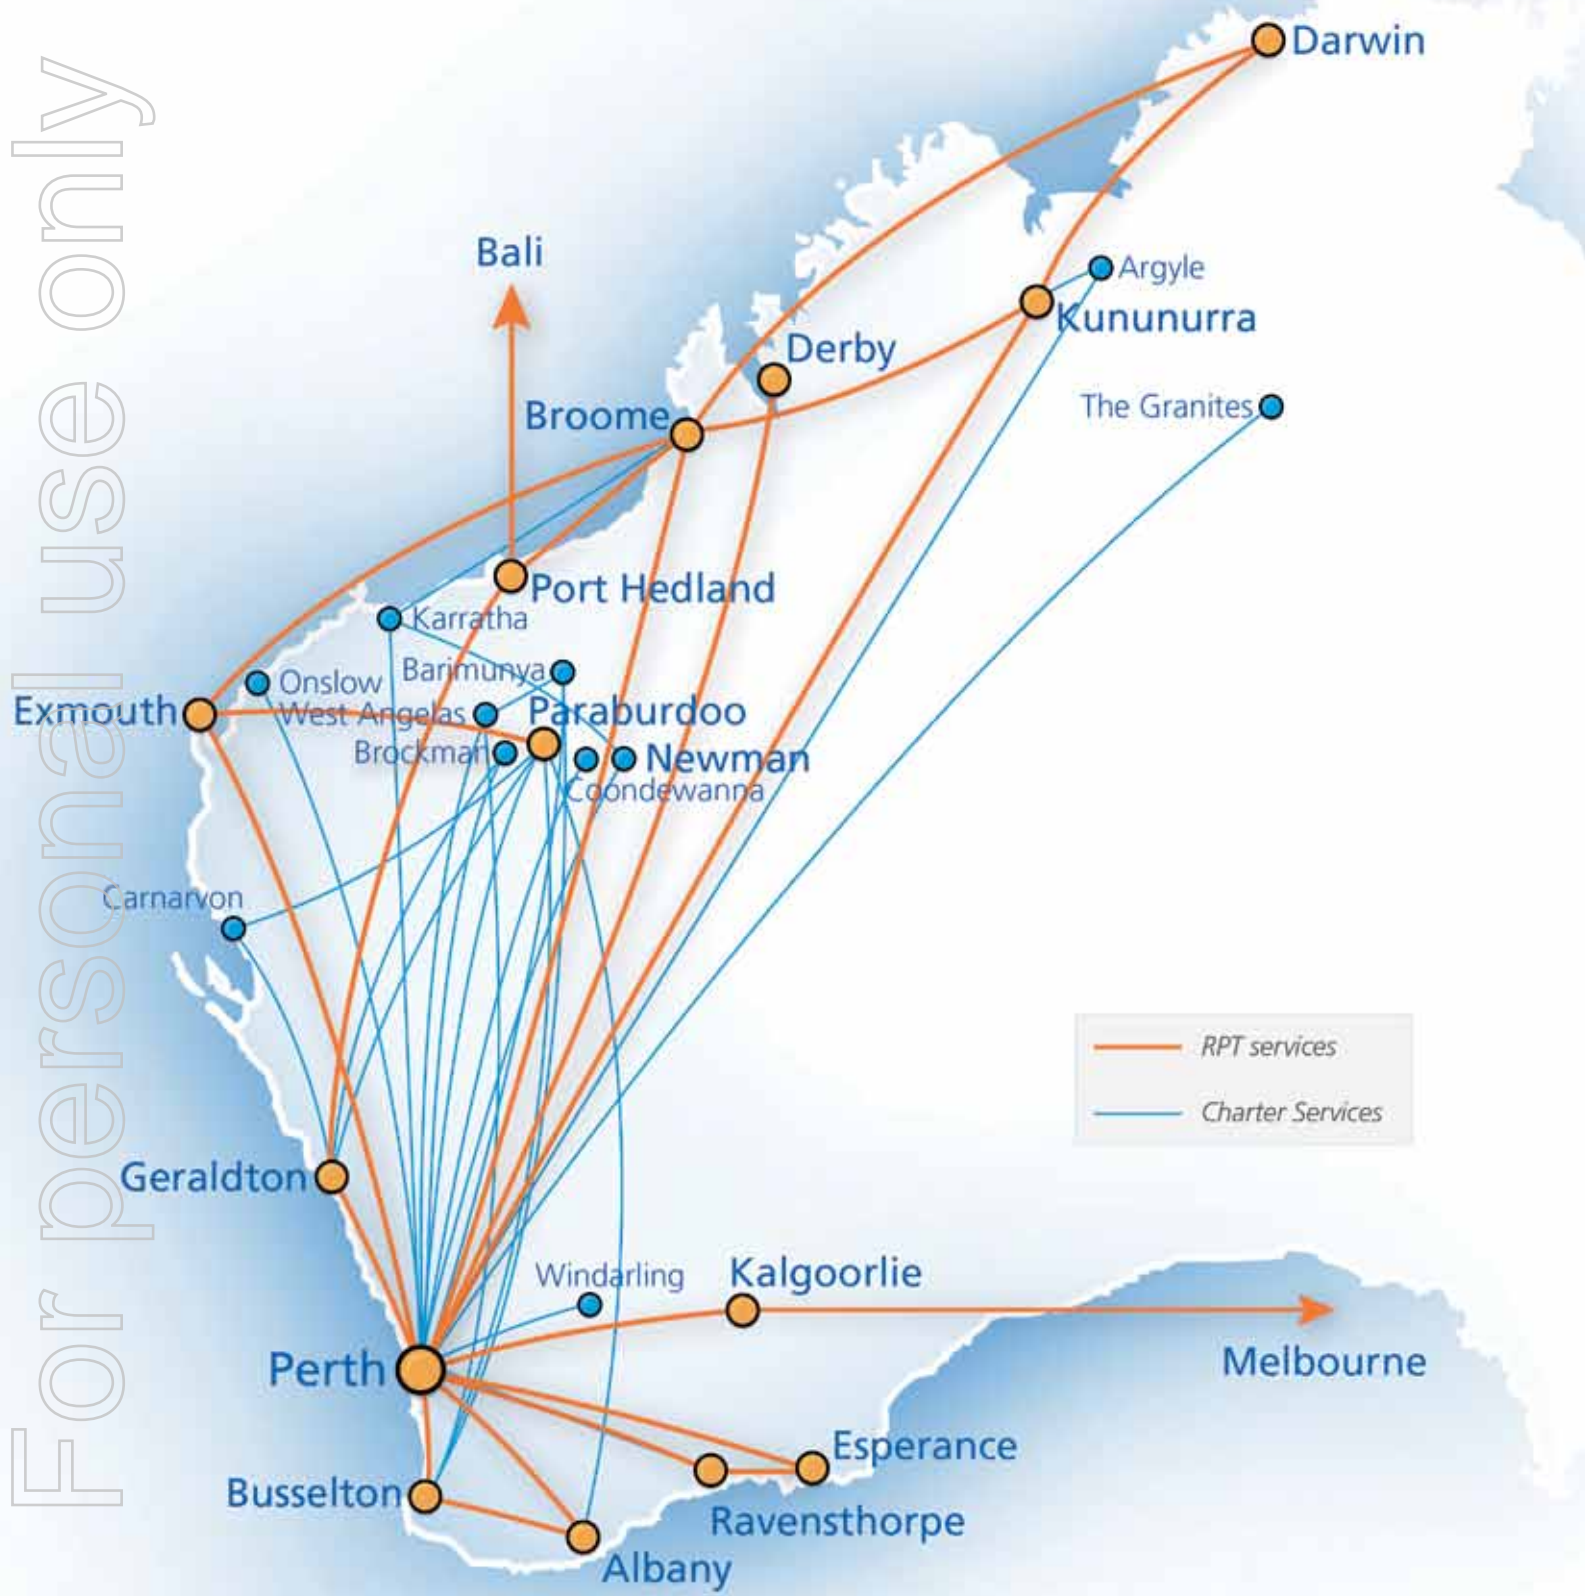 For personal use only
Darwin
Bali
Argyle
Kununurra
Derby
The Granites
Broome
Port Hedland
Karratha
Barimunya
Onslow
Exmouth
West Angelas
Paraburdoo
Brockman
Newman
Coondewanna
Carnarvon
RPT services
Charter Services
Geraldton
Windarling
Kalgoorlie
Perth
Melbourne
Esperance
Busselton
Ravensthorpe
Albany